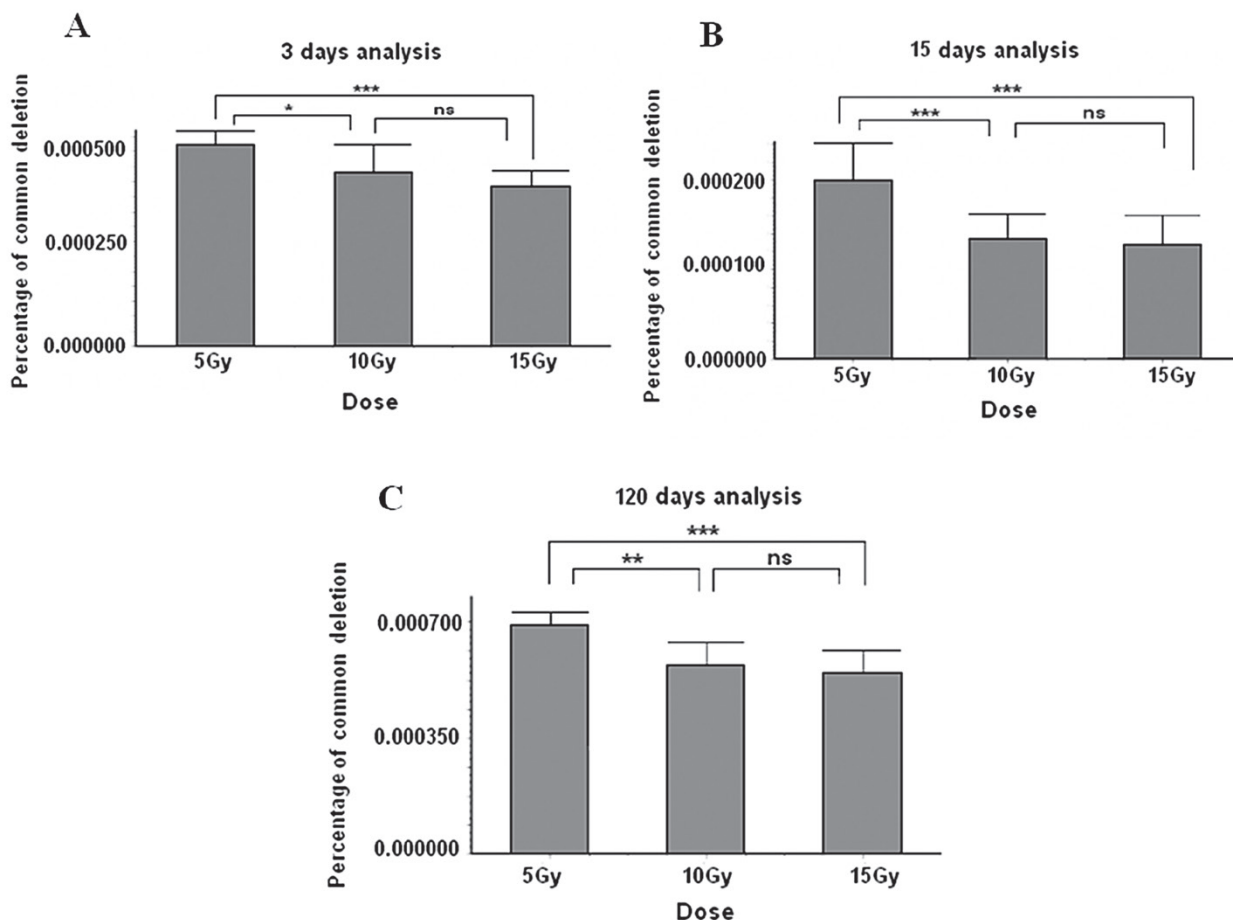 A
3 days analysis
***
*
ns
Percentage of common deletion
0.000500
0.000250
0.000000
5Gy
10Gy
15Gy
Dose
B
15 days analysis
***
***
ns
Percentage of common deletion
0.000200
0.000100
0.000000
5Gy
10Gy
15Gy
Dose
C
120 days analysis
***
**
ns
Percentage of common deletion
0.000700
0.000350
0.000000
5Gy
10Gy
15Gy
Dose